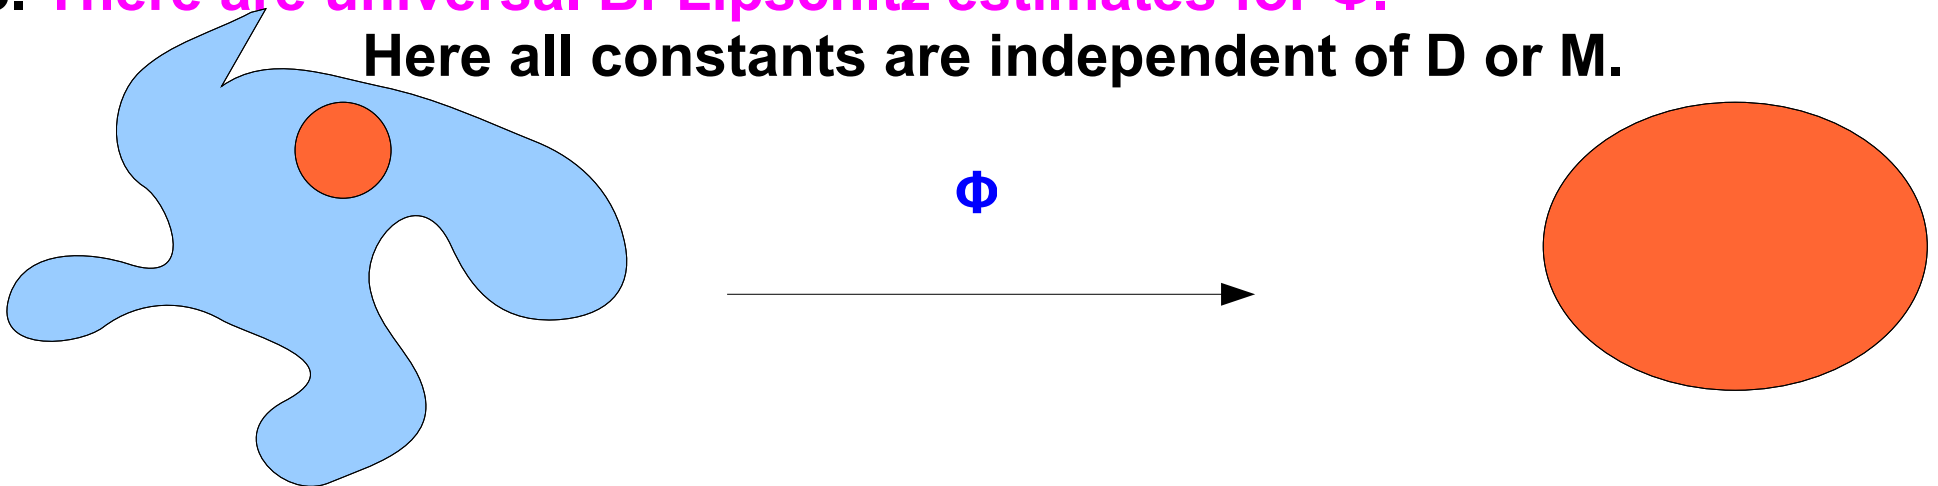 There are universal Bi-Lipschitz estimates for Φ.
Here all constants are independent of D or M.
Φ